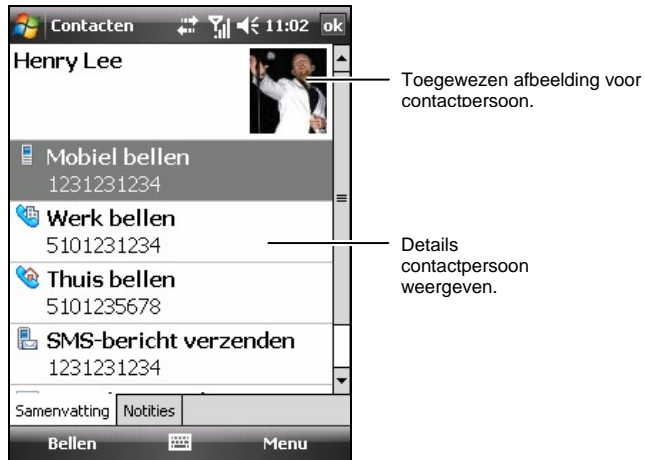 Contacten 11:02 ok
Henry Lee
Toegewezen afbeelding voor
contactpersoon.
Mobiel bellen
1231231234
Werk bellen
5101231234
Details
contactpersoon
weergeven.
Thuis bellen
5101235678
SMS-bericht verzenden
1231231234
Samenvatting Notities
Bellen Menu